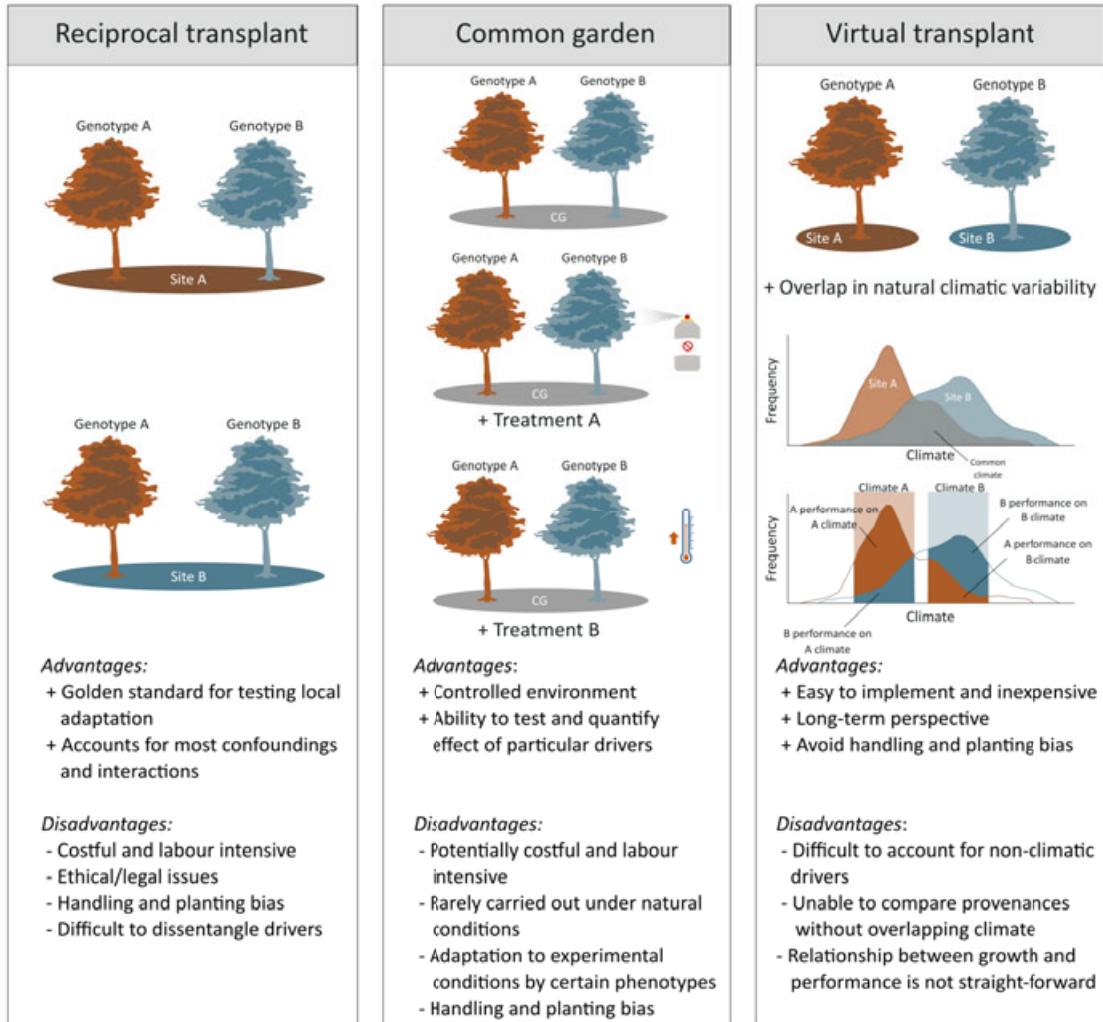 Reciprocal transplant
Genotype A
Genotype B
Site A
Genotype A
Genotype B
Site B
Advantages:
+ Golden standard for testing local
adaptation
+ Accounts for most confoundings
and interactions
Disadvantages:
- Costful and labour intensive
- Ethical/legal issues
- Handling and planting bias
- Difficult to dissentangle drivers
Common garden
Genotype A
Genotype B
CG
Genotype A
Genotype B
CG
+ Treatment A
Genotype A
Genotype B
CG
+ Treatment B
Advantages:
+ Controlled environment
+ Ability to test and quantify
effect of particular drivers
Disadvantages:
- Potentially costful and labour
intensive
- Rarely carried out under natural
conditions
- Adaptation to experimental
conditions by certain phenotypes
- Handling and planting bias
Virtual transplant
Genotype A
Genotype B
Site A
Site B
+ Overlap in natural climatic variability
Frequency
Site A
Site B
Climate
Common
climate
Climate A
Climate B
Frequency
A performance on
A climate
B performance on
B climate
A performance on
B climate
Climate
B performance on
A climate
Advantages:
+ Easy to implement and inexpensive
+ Long-term perspective
+ Avoid handling and planting bias
Disadvantages:
- Difficult to account for non-climatic
drivers
- Unable to compare provenances
without overlapping climate
- Relationship between growth and
performance is not straight-forward